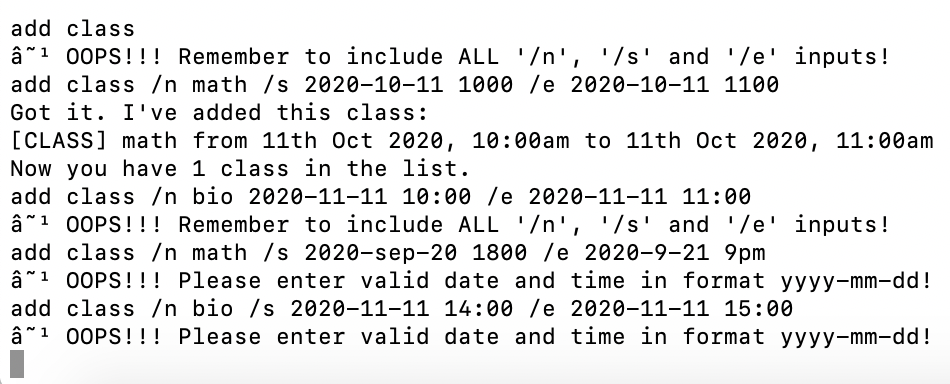 add class
â˜¹ OOPS!!! Remember to include ALL '/n', '/s' and '/e' inputs!
add class /n math /s 2020-10-11 1000 /e 2020-10-11 1100
Got it. I've added this class:
[CLASS] math from 11th Oct 2020, 10:00am to 11th Oct 2020, 11:00am
Now you have 1 class in the list.
add class /n bio 2020-11-11 10:00 /e 2020-11-11 11:00
â˜¹ OOPS!!! Remember to include ALL '/n', '/s' and '/e' inputs!
add class /n math /s 2020-sep-20 1800 /e 2020-9-21 9pm
â˜¹ OOPS!!! Please enter valid date and time in format yyyy-mm-dd!
add class /n bio /s 2020-11-11 14:00 /e 2020-11-11 15:00
â˜¹ OOPS!!! Please enter valid date and time in format yyyy-mm-dd!